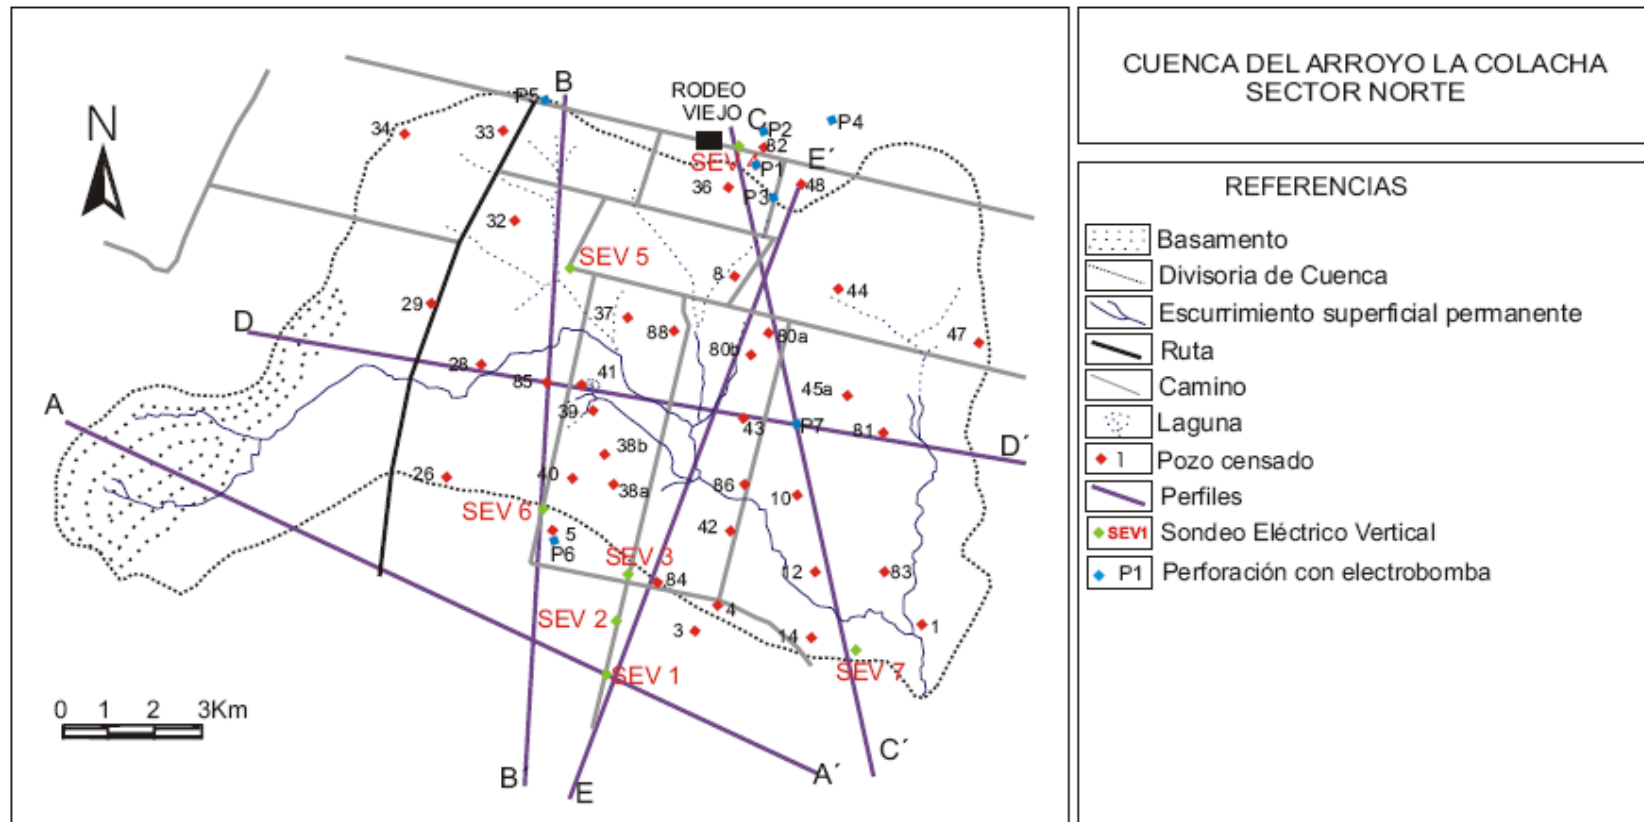 CUENCA DEL ARROYO LA COLACHA
SECTOR NORTE
REFERENCIAS
Basamento
Divisoria de Cuenca
Escurrimiento superficial permanente
Ruta
Camino
Laguna
1 Pozo censado
Perfiles
SEV1 Sondeo Eléctrico Vertical
P1 Perforación con electrobomba
N
B
P5
RODEO
VIEJO
C
P2
P4
34
33
82
SEV 4
P1
E´
36
48
P3
32
SEV 5
8
44
29
37
D
88
80a
47
80b
28
85
41
45a
A
39
43
P7
81
D´
38b
26
40
38a
86
10
SEV 6
5
42
P6
SEV 3
84
12
83
4
SEV 2
3
14
1
SEV 1
SEV 7
0 1 2 3Km
C´
B´
E
A´